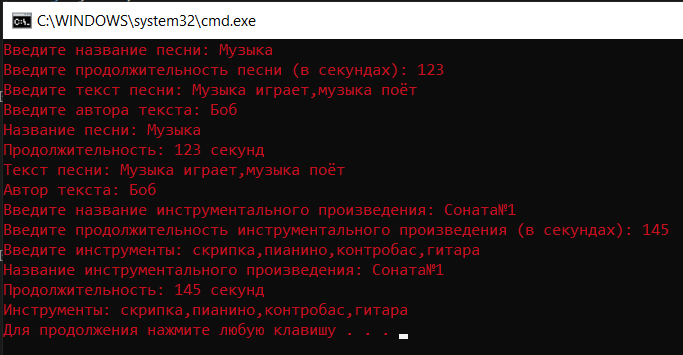 C:\WINDOWS\system32\cmd.exe
Введите название песни: Музыка
Введите продолжительность песни (в секундах): 123
Введите текст песни: Музыка играет,музыка поёт
Введите автора текста: Боб
Название песни: Музыка
Продолжительность: 123 секунд
Текст песни: Музыка играет,музыка поёт
Автор текста: Боб
Введите название инструментального произведения: Соната№1
Введите продолжительность инструментального произведения (в секундах): 145
Введите инструменты: скрипка,пианино,контробас,гитара
Название инструментального произведения: Соната№1
Продолжительность: 145 секунд
Инструменты: скрипка,пианино,контробас,гитара
Для продолжения нажмите любую клавишу . . .